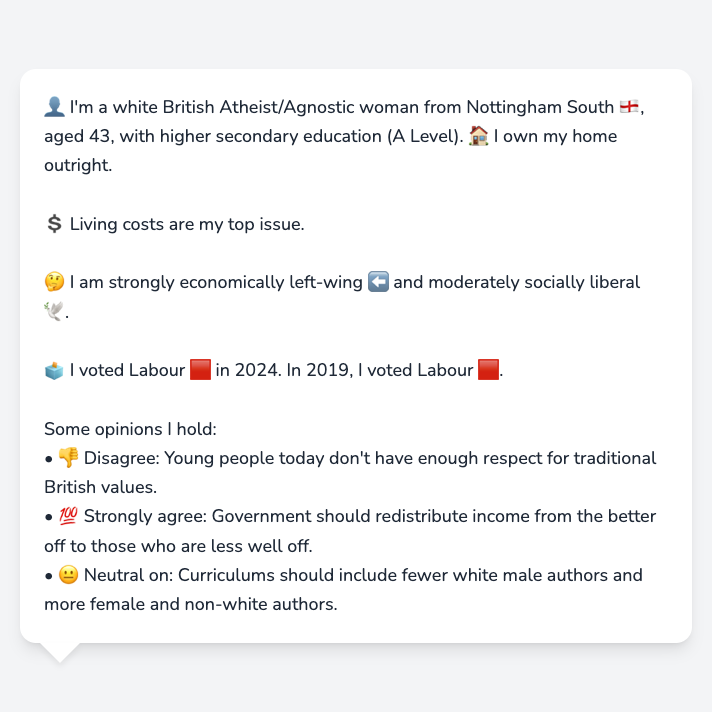 👤 I'm a white British Atheist/Agnostic woman from Nottingham South 🏴󠁧󠁢󠁥󠁮󠁧󠁿,
aged 43, with higher secondary education (A Level). 🏠 I own my home
outright.
💲 Living costs are my top issue.
🤔 I am strongly economically left-wing ⬅️ and moderately socially liberal
🕊️.
🗳️ I voted Labour 🟥 in 2024. In 2019, I voted Labour 🟥.
Some opinions I hold:
• 👎 Disagree: Young people today don't have enough respect for traditional
British values.
• 💯 Strongly agree: Government should redistribute income from the better
off to those who are less well off.
• 😐 Neutral on: Curriculums should include fewer white male authors and
more female and non-white authors.